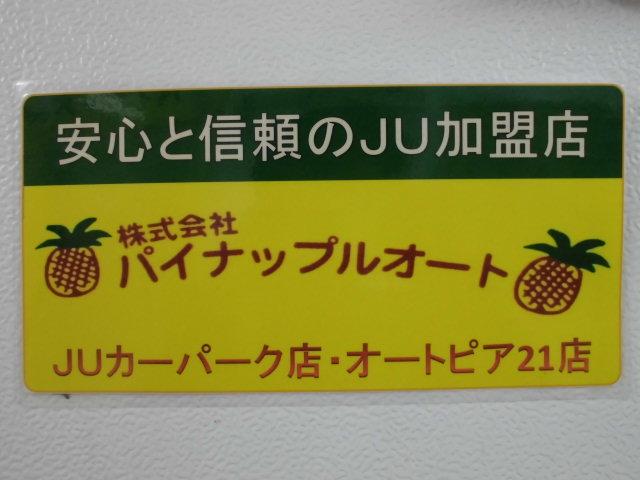 安心と信頼のJU加盟店
株式会社
パイナップルオート
JUカーパーク店・オートピア21店